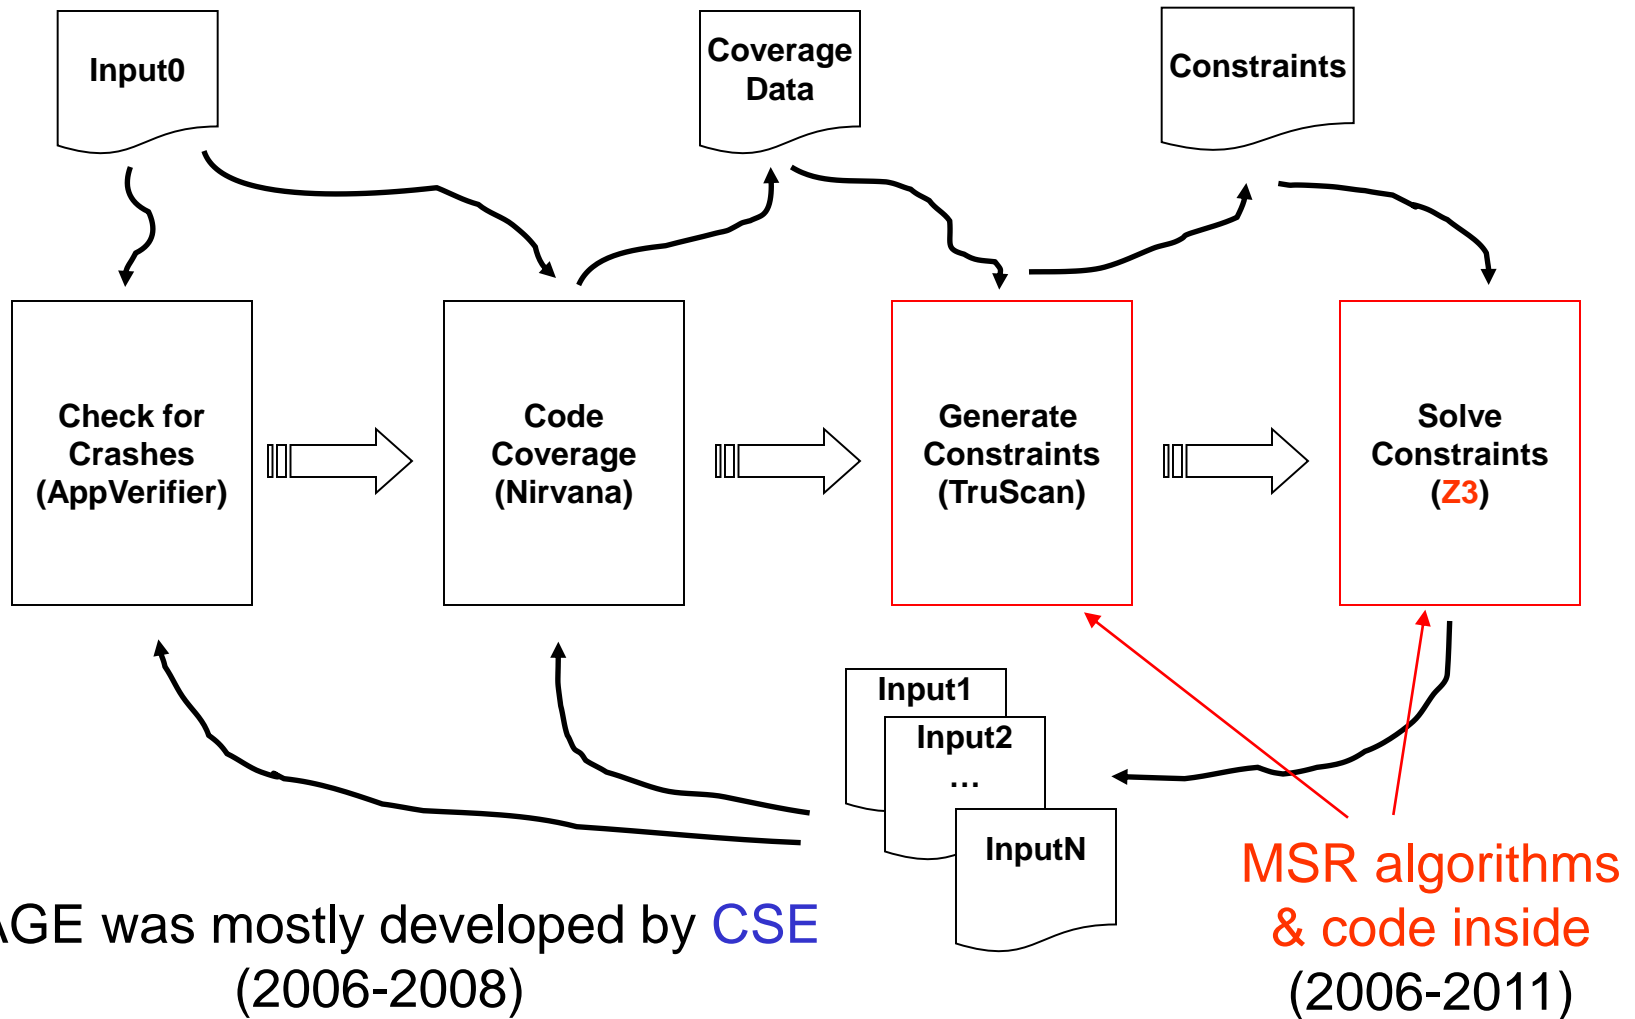 Input0
Coverage
Data
Constraints
Check for
Crashes
(AppVerifier)
Code
Coverage
(Nirvana)
Generate
Constraints
(TruScan)
Solve
Constraints
(Z3)
Input1
Input2
…
InputN
AGE was mostly developed by CSE
(2006-2008)
MSR algorithms
& code inside
(2006-2011)